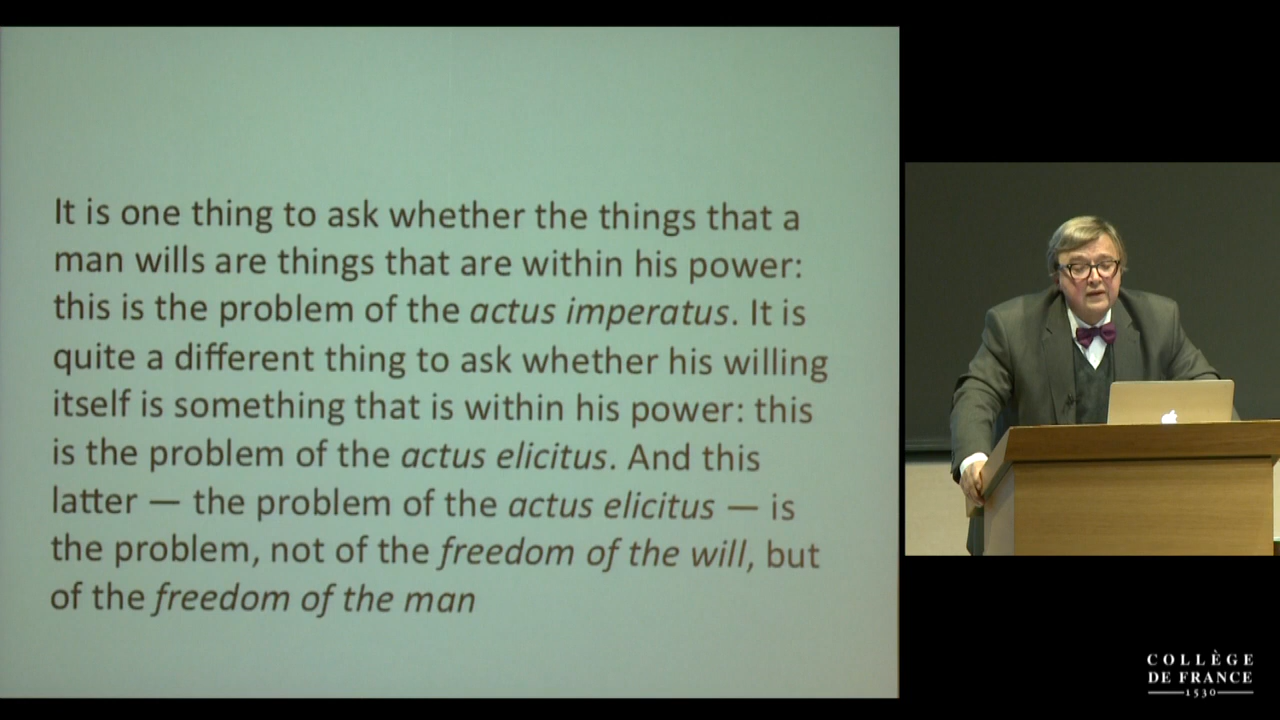 It is one thing to ask whether the things that a
man wills are things that are within his power:
this is the problem of the actus imperatus. It is
quite a different thing to ask whether his willing
itself is something that is within his power: this
is the problem of the actus elicitus. And this
latter — the problem of the actus elicitus — is
the problem, not of the freedom of the will, but
of the freedom of the man
COLLÈGE
DE FRANCE
1530